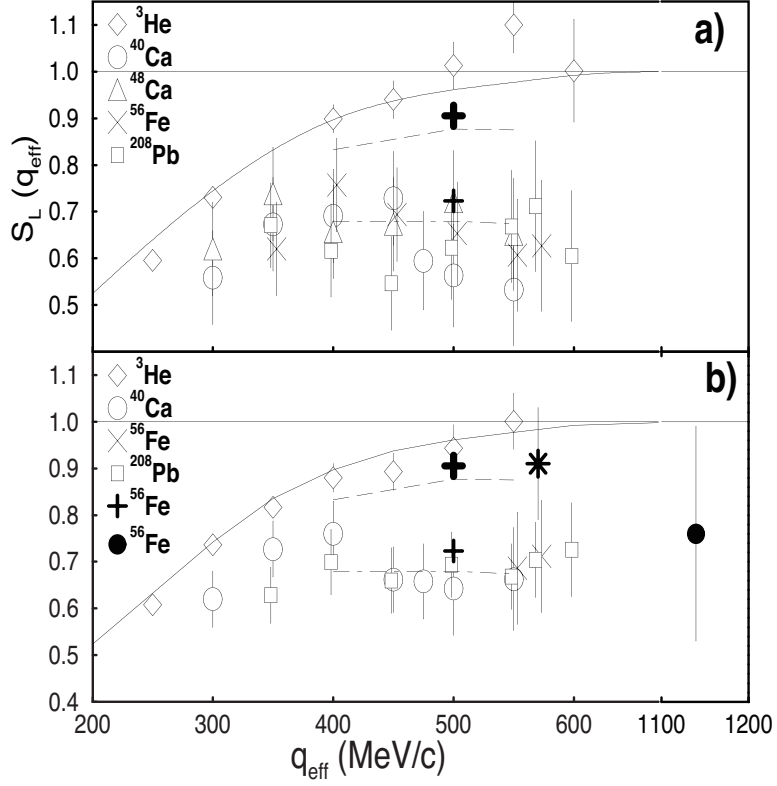 1.1
1.0
0.9
0.8
0.7
0.6
0.5
S_L (q_eff)
³He
⁴⁰Ca
⁴⁸Ca
⁵⁶Fe
²⁰⁸Pb
a)
1.1
1.0
0.9
0.8
0.7
0.6
0.5
0.4
³He
⁴⁰Ca
⁵⁶Fe
²⁰⁸Pb
⁵⁶Fe
⁵⁶Fe
b)
200 300 400 500 600 1100 1200
q_eff (MeV/c)